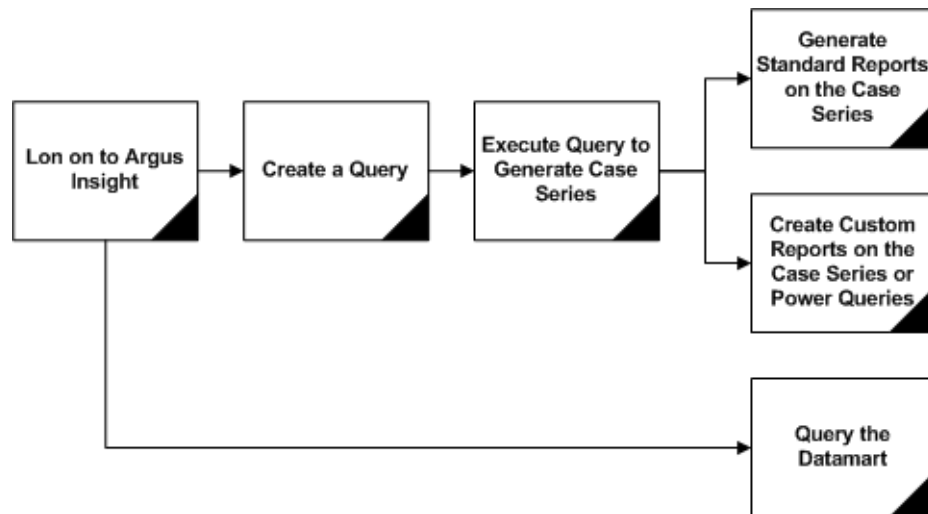 Generate
Standard Reports
on the Case
Series
Lon on to Argus
Insight
Create a Query
Execute Query to
Generate Case
Series
Create Custom
Reports on the
Case Series or
Power Queries
Query the
Datamart